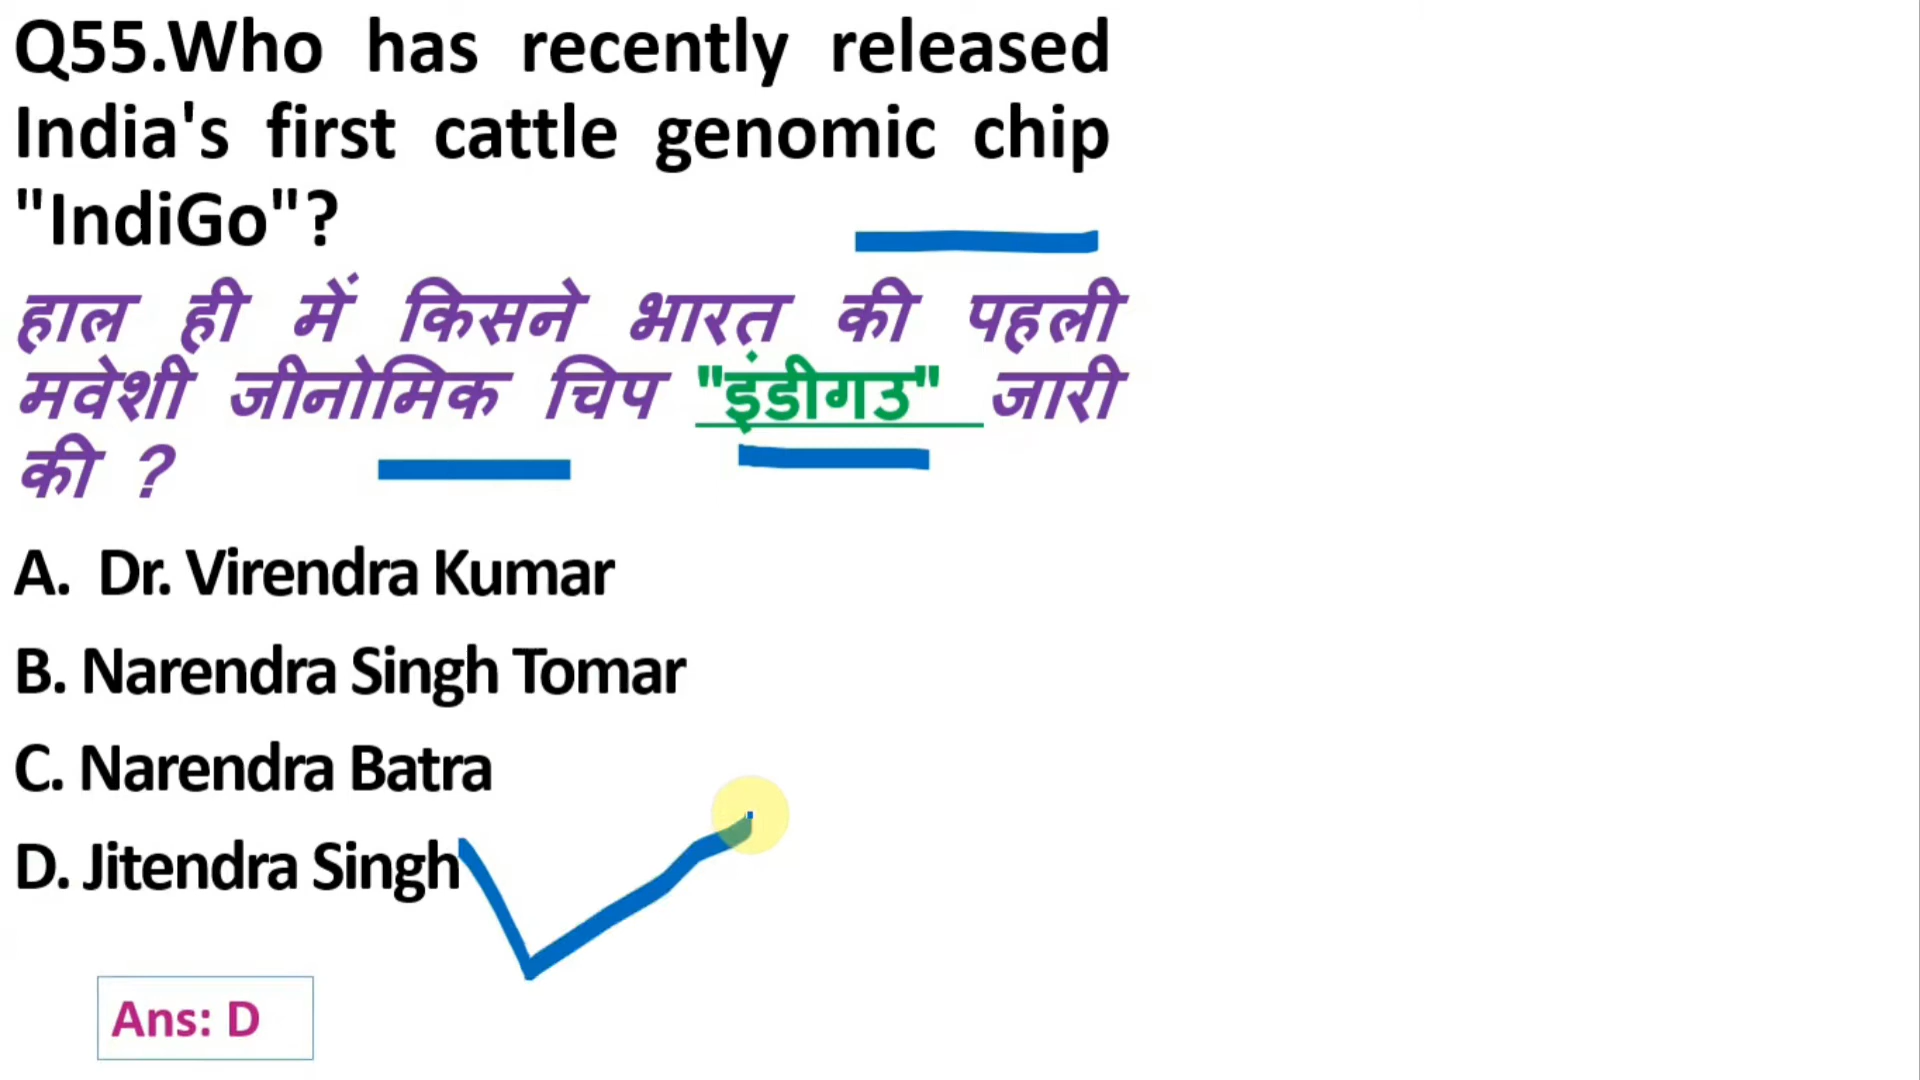 Q55.Who has recently released
India's first cattle genomic chip
"IndiGo"?
हाल ही में किसने भारत की पहली
मवेशी जीनोमिक चिप "इंडीगउ" जारी
की ?
A. Dr. Virendra Kumar
B. Narendra Singh Tomar
C. Narendra Batra
D. Jitendra Singh
Ans: D